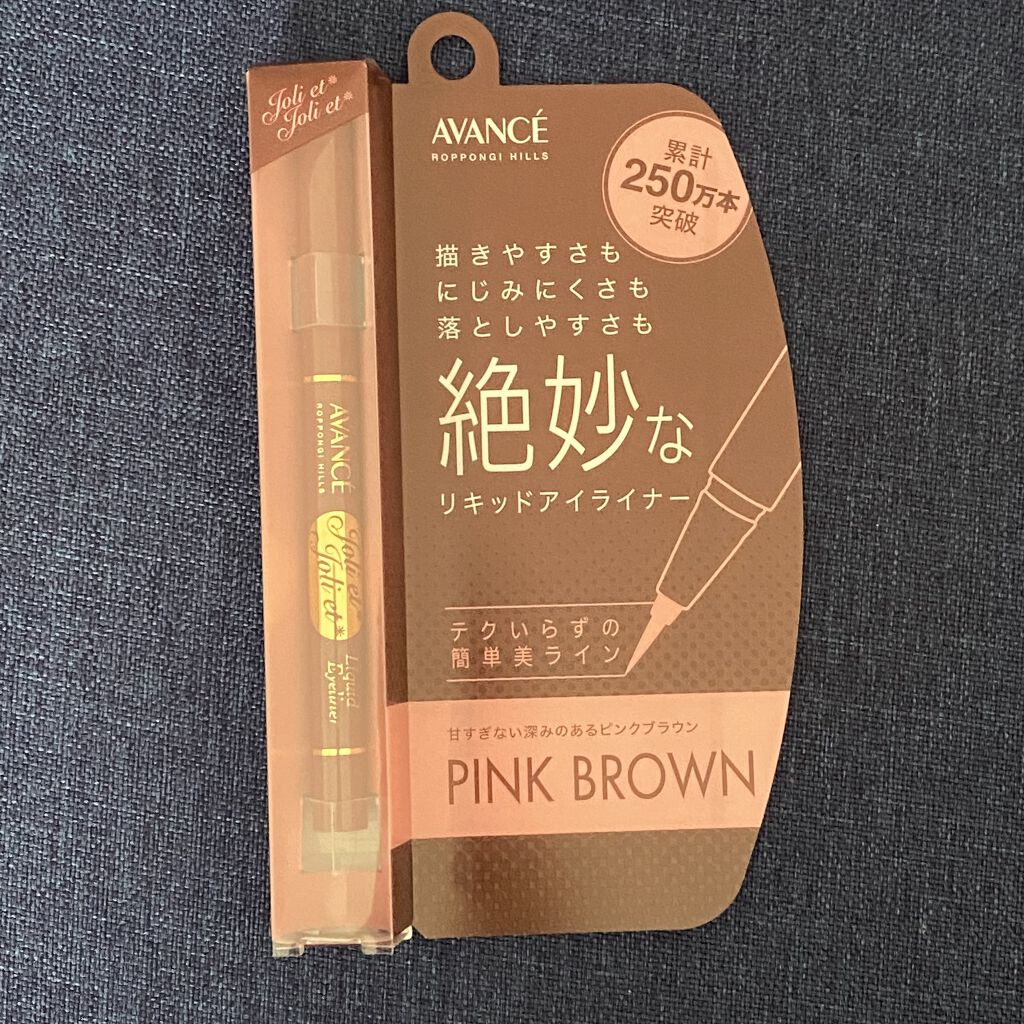 Joli et*
Joli et*
AVANCÉ
ROPPONGI HILLS
累計
250万本
突破
描きやすさも
にじみにくさも
落としやすさも
絶妙な
リキッドアイライナー
テクいらずの
簡単美ライン
甘すぎない深みのあるピンクブラウン
PINK BROWN
AVANCÉ
ROPPONGI HILLS
Joli et
Joli et*
Liquid
Eyeliner